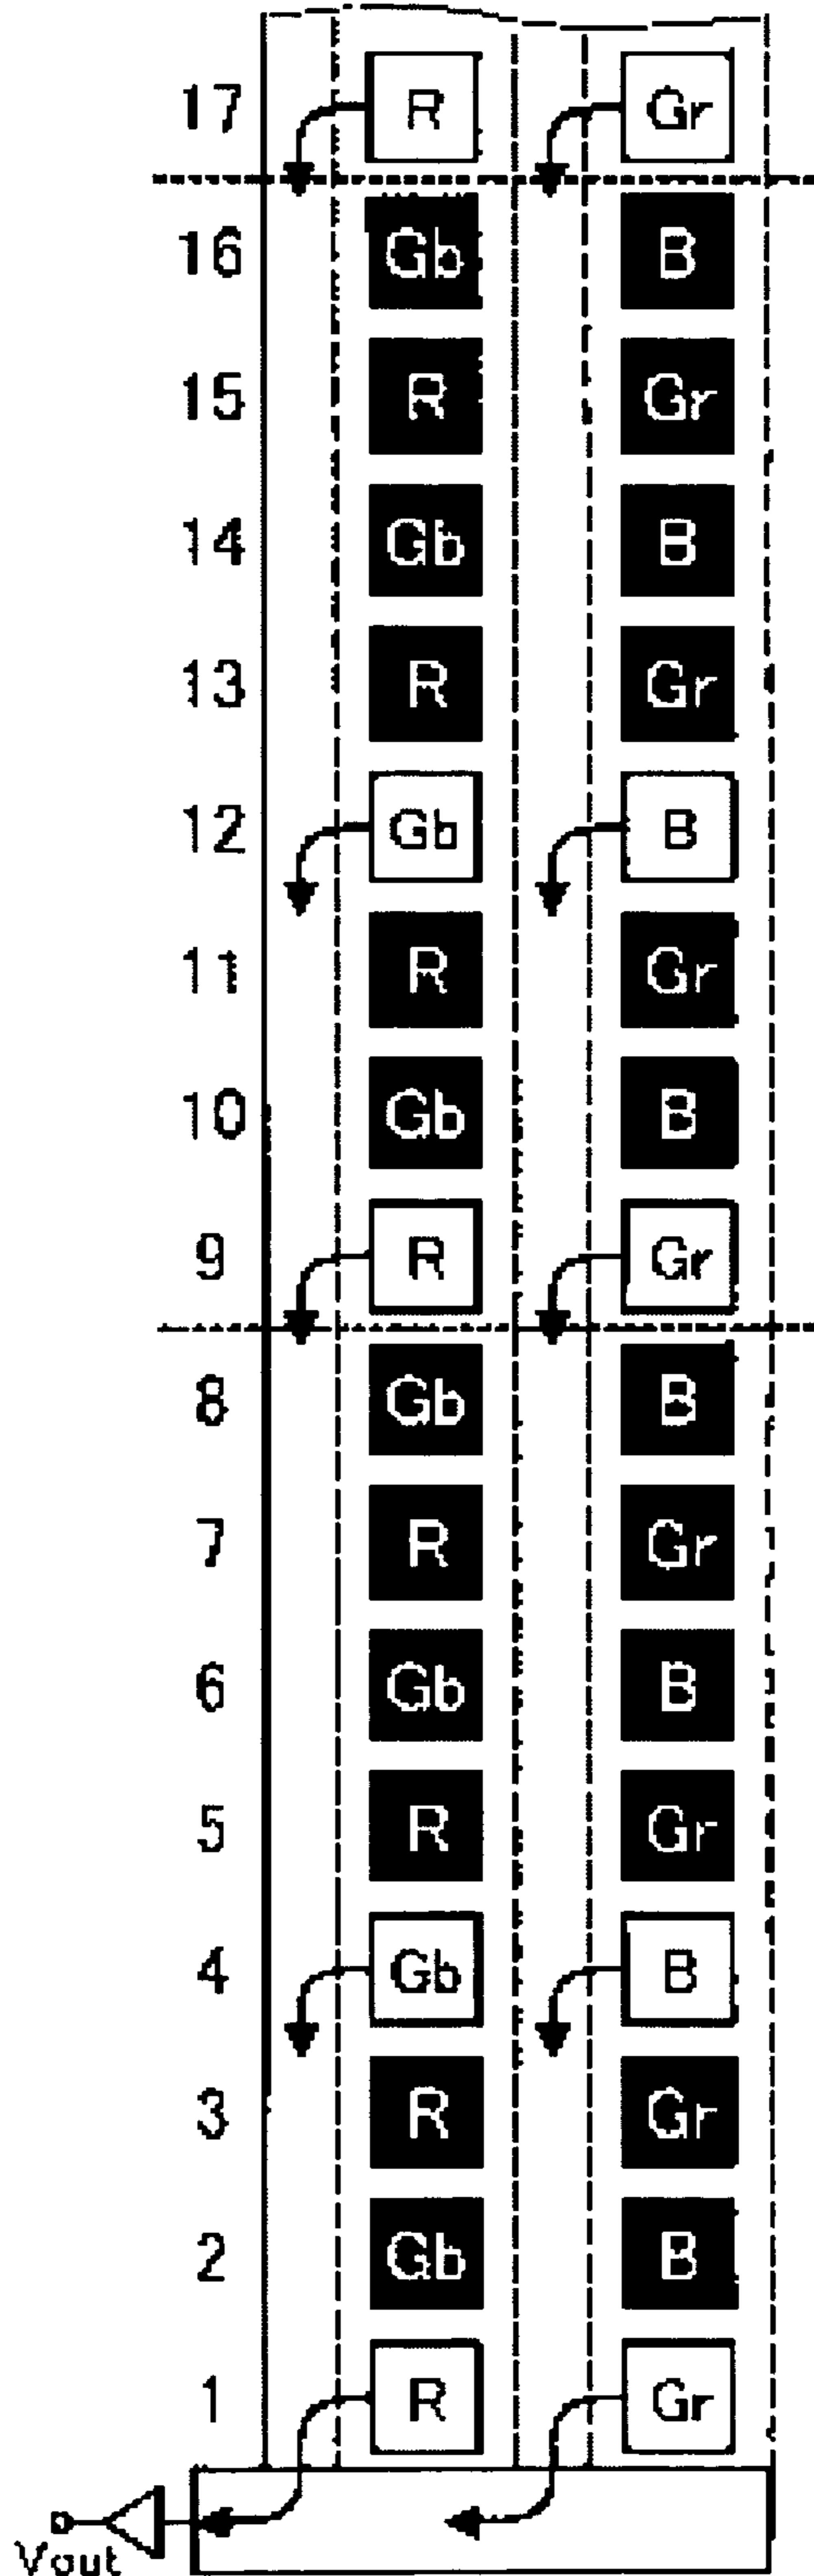 17 R Gr
16 Gb B
15 R Gr
14 Gb B
13 R Gr
12 Gb B
11 R Gr
10 Gb B
9 R Gr
8 Gb B
7 R Gr
6 Gb B
5 R Gr
4 Gb B
3 R Gr
2 Gb B
1 R Gr
Vout